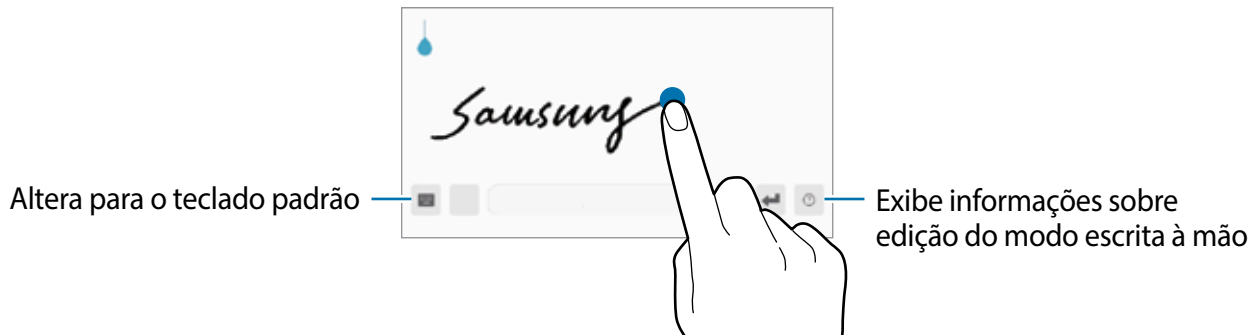 Samsung
Altera para o teclado padrão
Exibe informações sobre
edição do modo escrita à mão